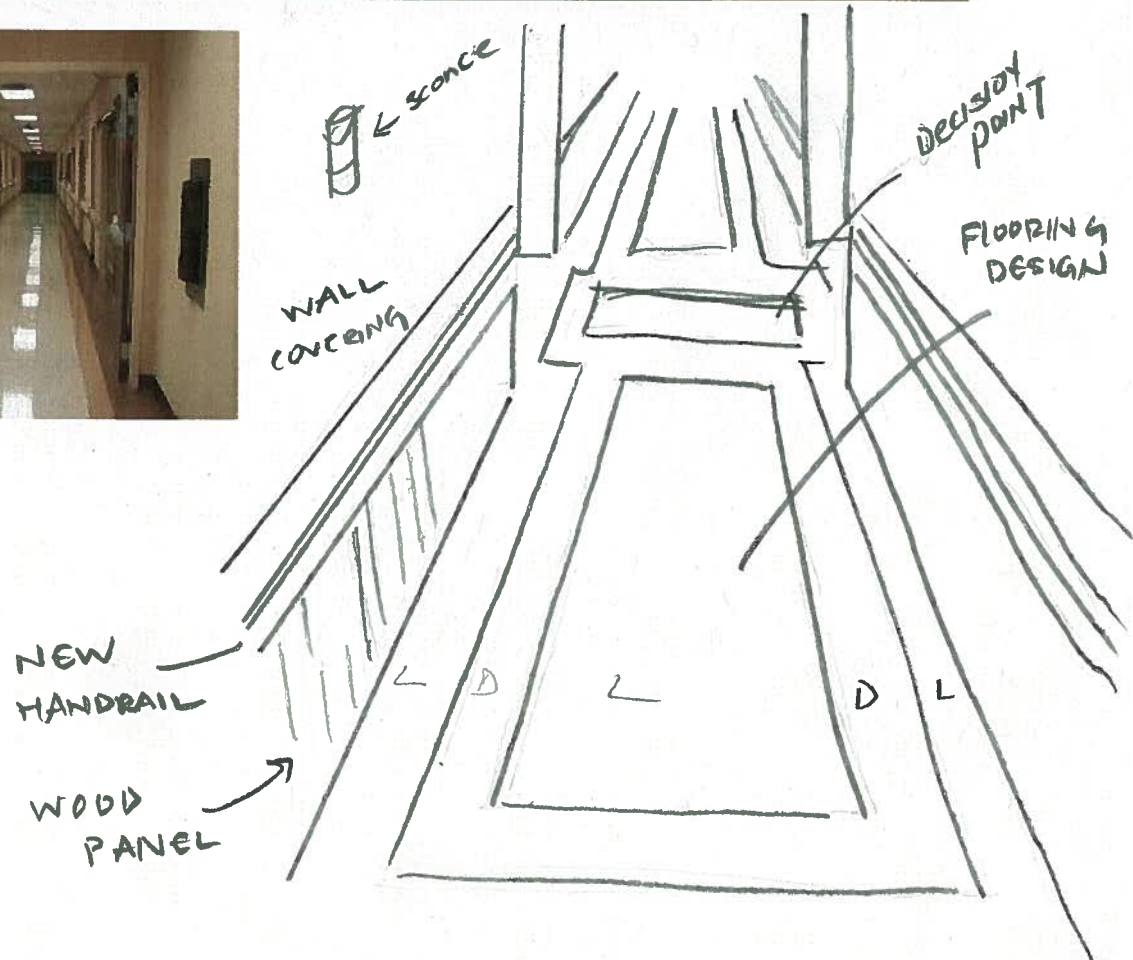 sconce
DECISION
POINT
FLOORING
DESIGN
WALL
COVERING
NEW
HANDRAIL
L D L D L
WOOD
PANEL